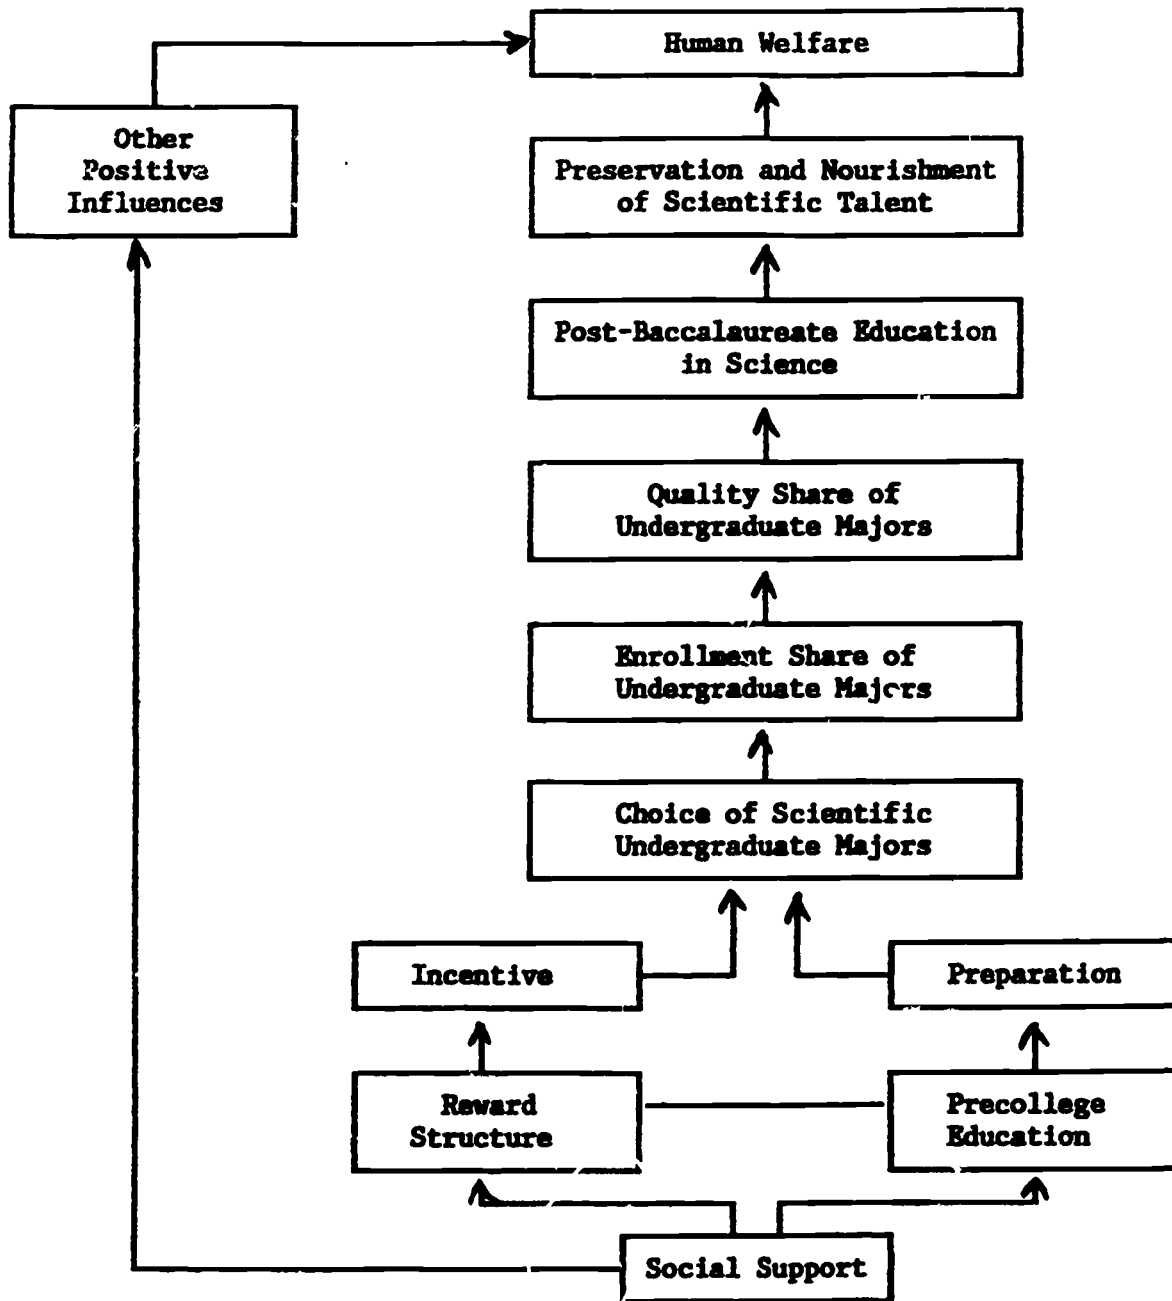 Human Welfare
Other
Positive
Influences
Preservation and Nourishment
of Scientific Talent
Post-Baccalaureate Education
in Science
Quality Share of
Undergraduate Majors
Enrollment Share of
Undergraduate Majors
Choice of Scientific
Undergraduate Majors
Incentive
Preparation
Reward
Structure
Precollege
Education
Social Support